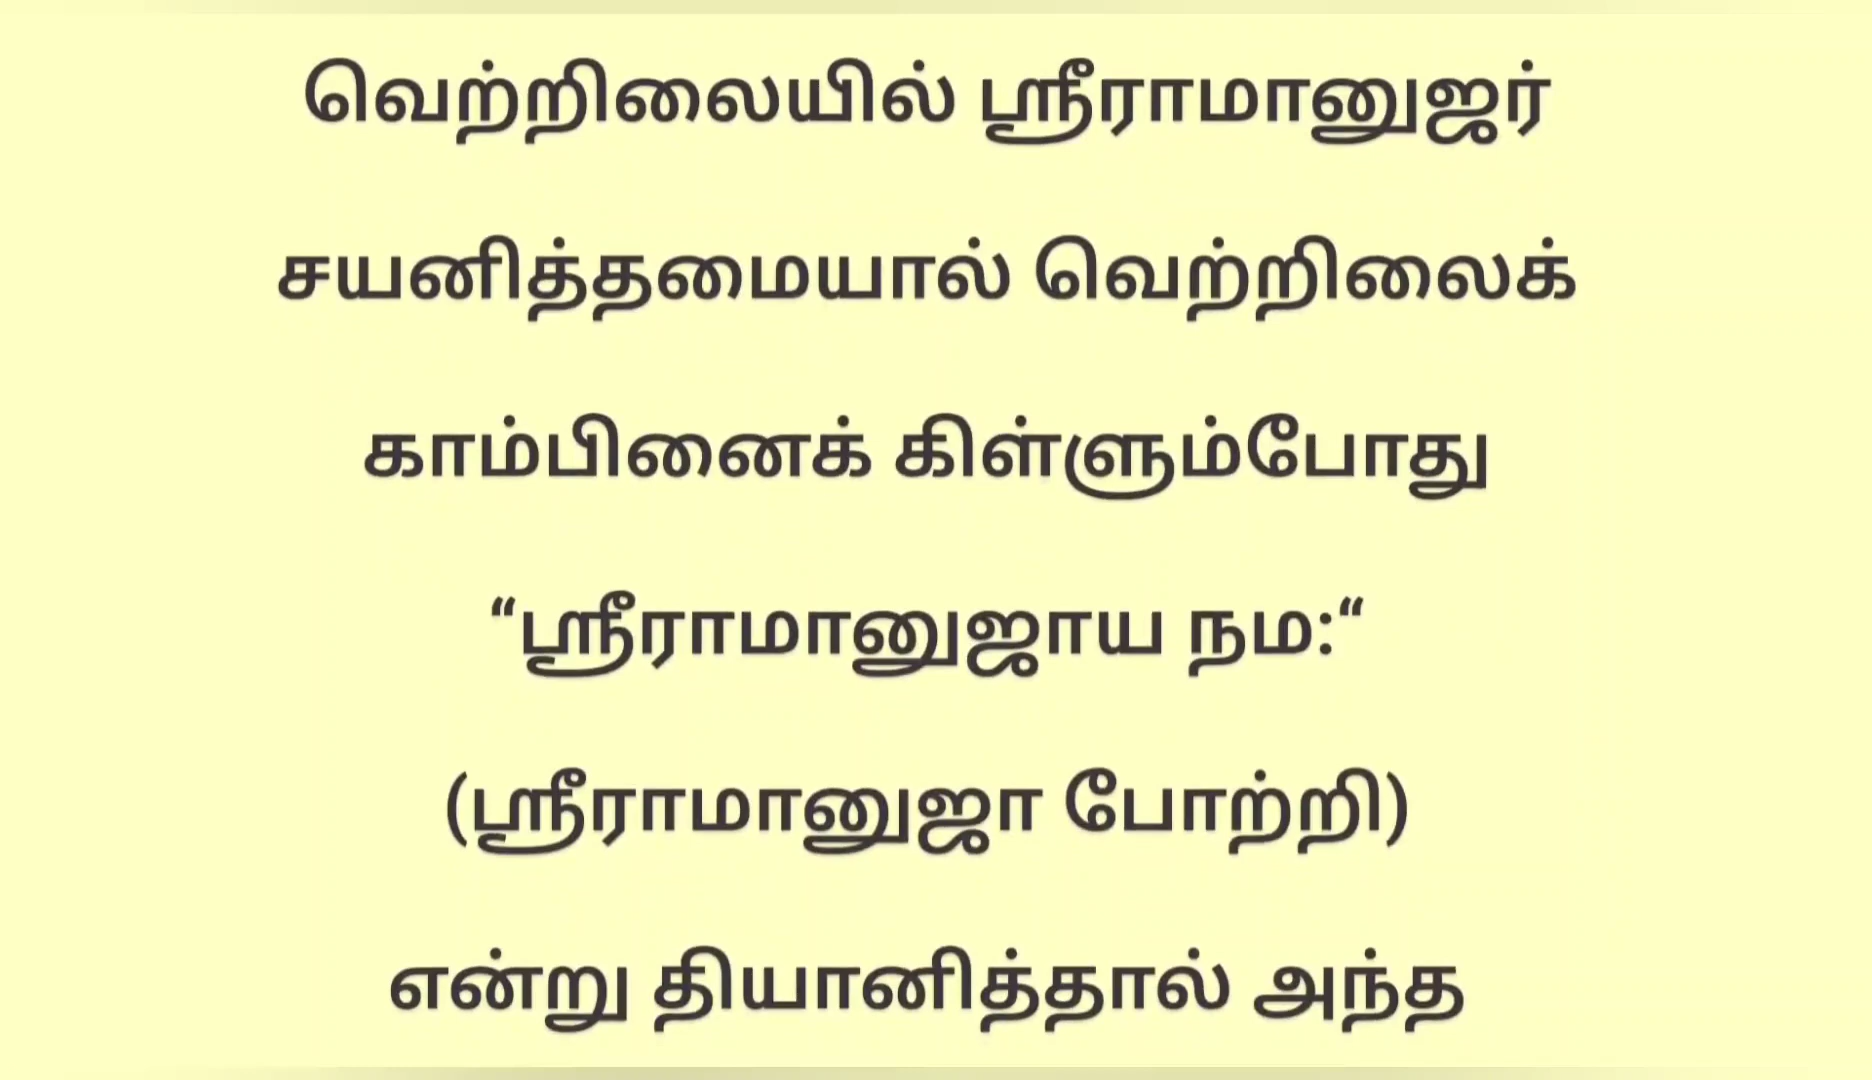 வெற்றிலையில் ஸ்ரீராமானுஜர்
சயனித்தமையால் வெற்றிலைக்
காம்பினைக் கிள்ளும்போது
“ஸ்ரீராமானுஜாய நம:“
(ஸ்ரீராமானுஜா போற்றி)
என்று தியானித்தால் அந்த